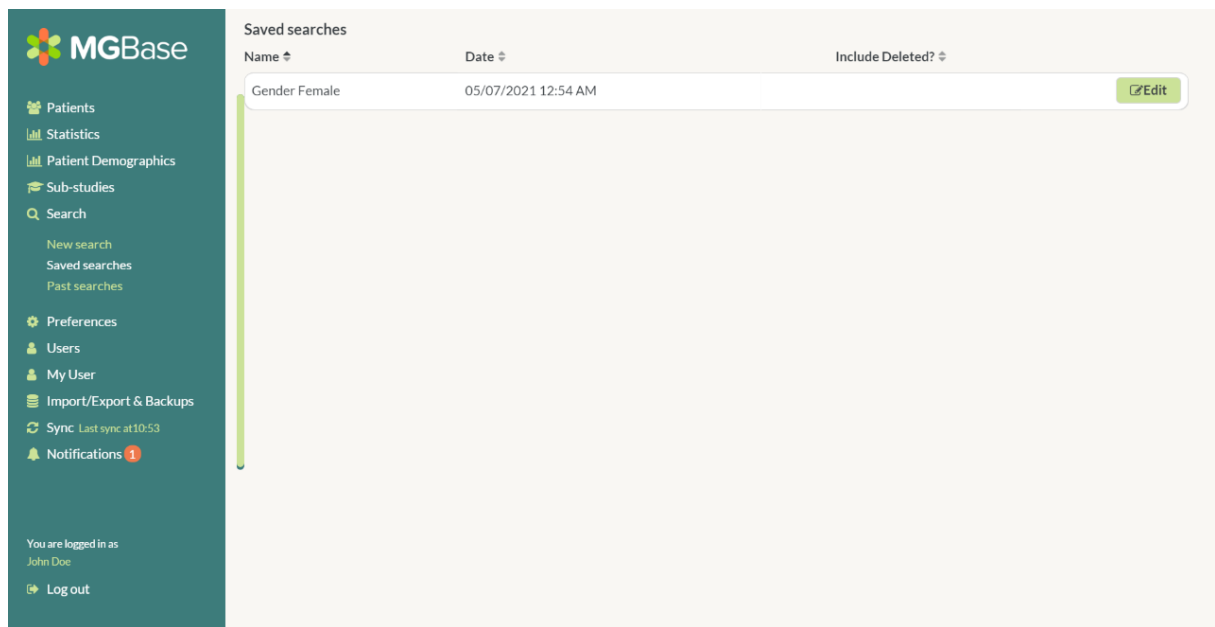 MGBase
Patients
Statistics
Patient Demographics
Sub-studies
Search
New search
Saved searches
Past searches
Preferences
Users
My User
Import/Export & Backups
Sync Last sync at10:53
Notifications 1
You are logged in as
John Doe
Log out
Saved searches
Name Date Include Deleted?
Gender Female 05/07/2021 12:54 AM Edit